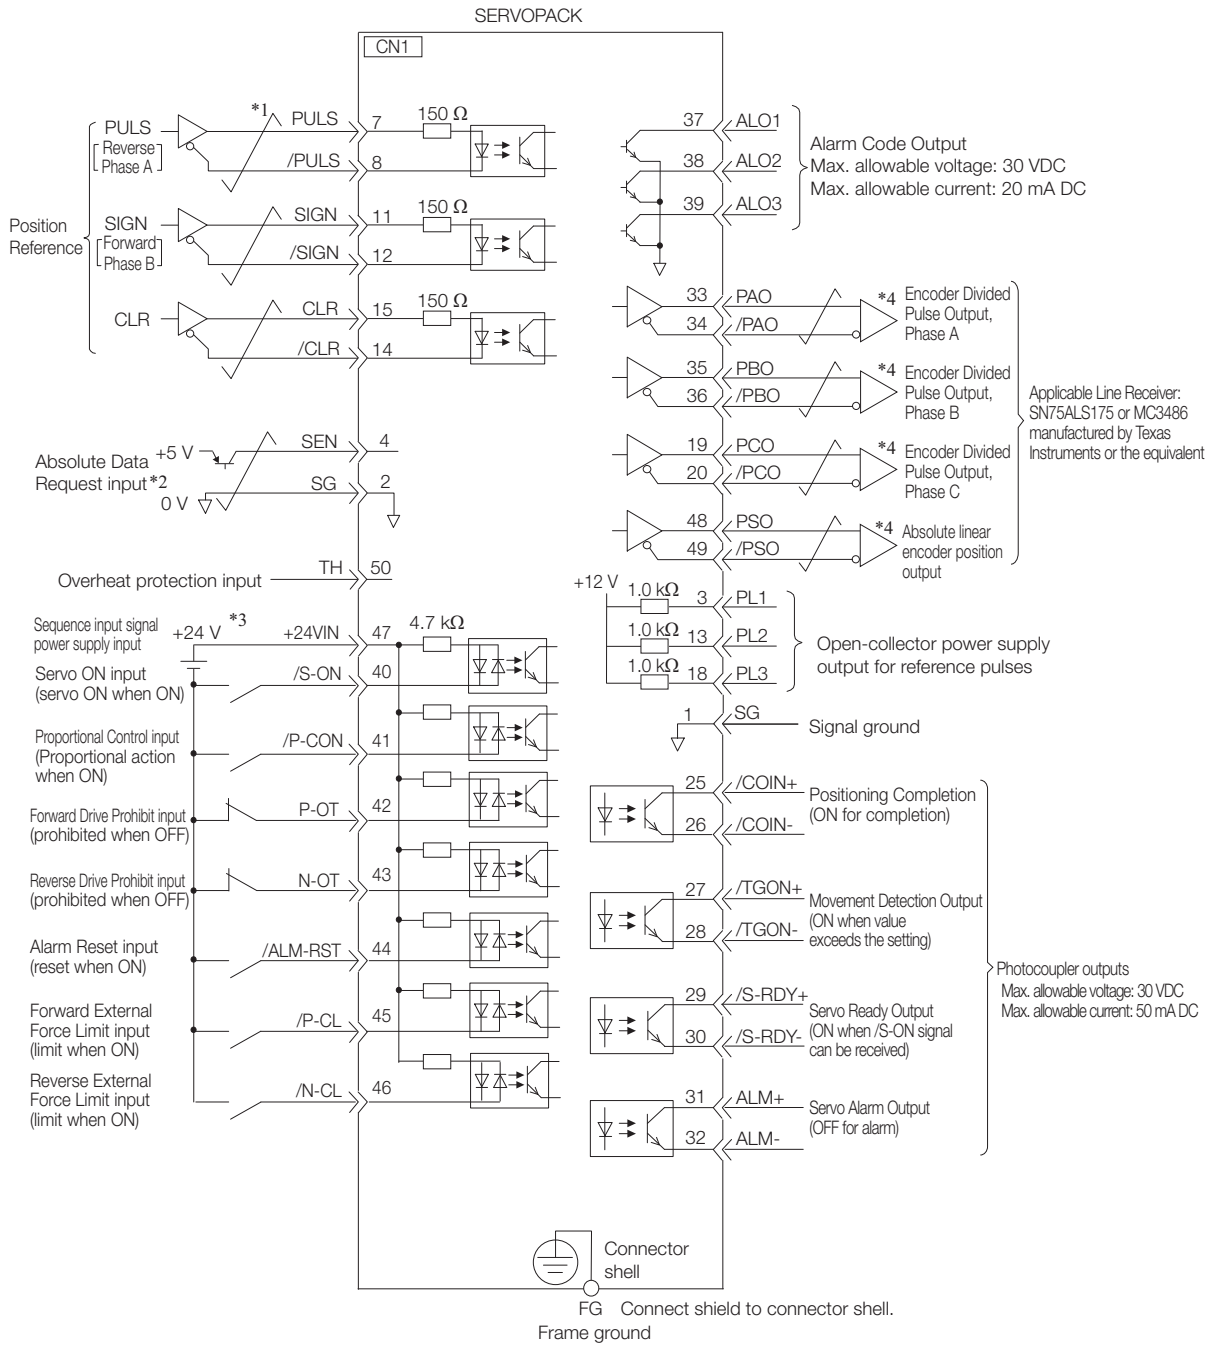 SERVOPACK
CN1
Position
Reference
PULS
Reverse
Phase A
*1
PULS
7
150 Ω
/PULS
8
SIGN
Forward
Phase B
SIGN
11
150 Ω
/SIGN
12
CLR
CLR
15
150 Ω
/CLR
14
Absolute Data
Request input*2
+5 V
0 V
SEN
4
SG
2
Overheat protection input
TH
50
Sequence input signal
power supply input
+24 V
*3
+24VIN
47
4.7 kΩ
Servo ON input
(servo ON when ON)
/S-ON
40
Proportional Control input
(Proportional action
when ON)
/P-CON
41
Forward Drive Prohibit input
(prohibited when OFF)
P-OT
42
Reverse Drive Prohibit input
(prohibited when OFF)
N-OT
43
Alarm Reset input
(reset when ON)
/ALM-RST
44
Forward External
Force Limit input
(limit when ON)
/P-CL
45
Reverse External
Force Limit input
(limit when ON)
/N-CL
46
37
ALO1
38
ALO2
39
ALO3
Alarm Code Output
Max. allowable voltage: 30 VDC
Max. allowable current: 20 mA DC
33
PAO
34
/PAO
*4
Encoder Divided
Pulse Output,
Phase A
35
PBO
36
/PBO
*4
Encoder Divided
Pulse Output,
Phase B
19
PCO
20
/PCO
*4
Encoder Divided
Pulse Output,
Phase C
48
PSO
49
/PSO
*4
Absolute linear
encoder position
output
Applicable Line Receiver:
SN75ALS175 or MC3486
manufactured by Texas
Instruments or the equivalent
+12 V
1.0 kΩ
3
PL1
1.0 kΩ
13
PL2
1.0 kΩ
18
PL3
Open-collector power supply
output for reference pulses
1
SG
Signal ground
25
/COIN+
26
/COIN-
Positioning Completion
(ON for completion)
27
/TGON+
28
/TGON-
Movement Detection Output
(ON when value
exceeds the setting)
29
/S-RDY+
30
/S-RDY-
Servo Ready Output
(ON when /S-ON signal
can be received)
31
ALM+
32
ALM-
Servo Alarm Output
(OFF for alarm)
Photocoupler outputs
Max. allowable voltage: 30 VDC
Max. allowable current: 50 mA DC
Connector
shell
FG
Connect shield to connector shell.
Frame ground